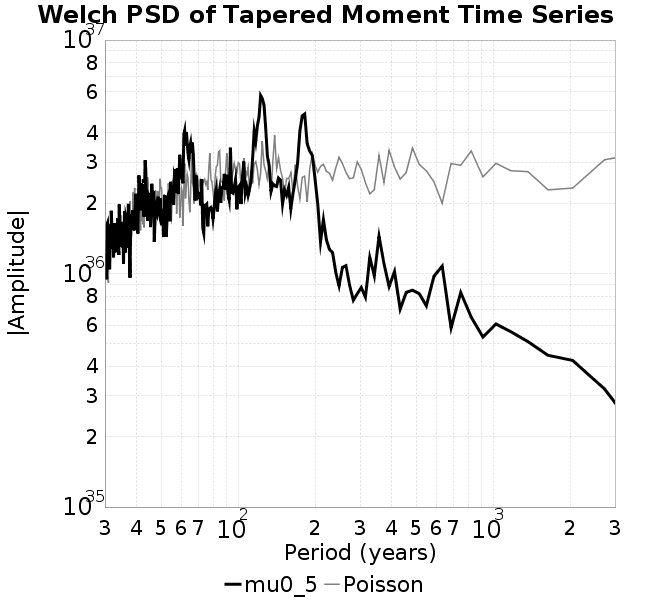 Welch PSD of Tapered Moment Time Series
10^37
8
6
4
3
2
10^36
8
6
4
3
2
10^35
|Amplitude|
3 4 5 6 7 10^2 2 3 4 5 6 7 10^3 2 3
Period (years)
mu0_5 Poisson